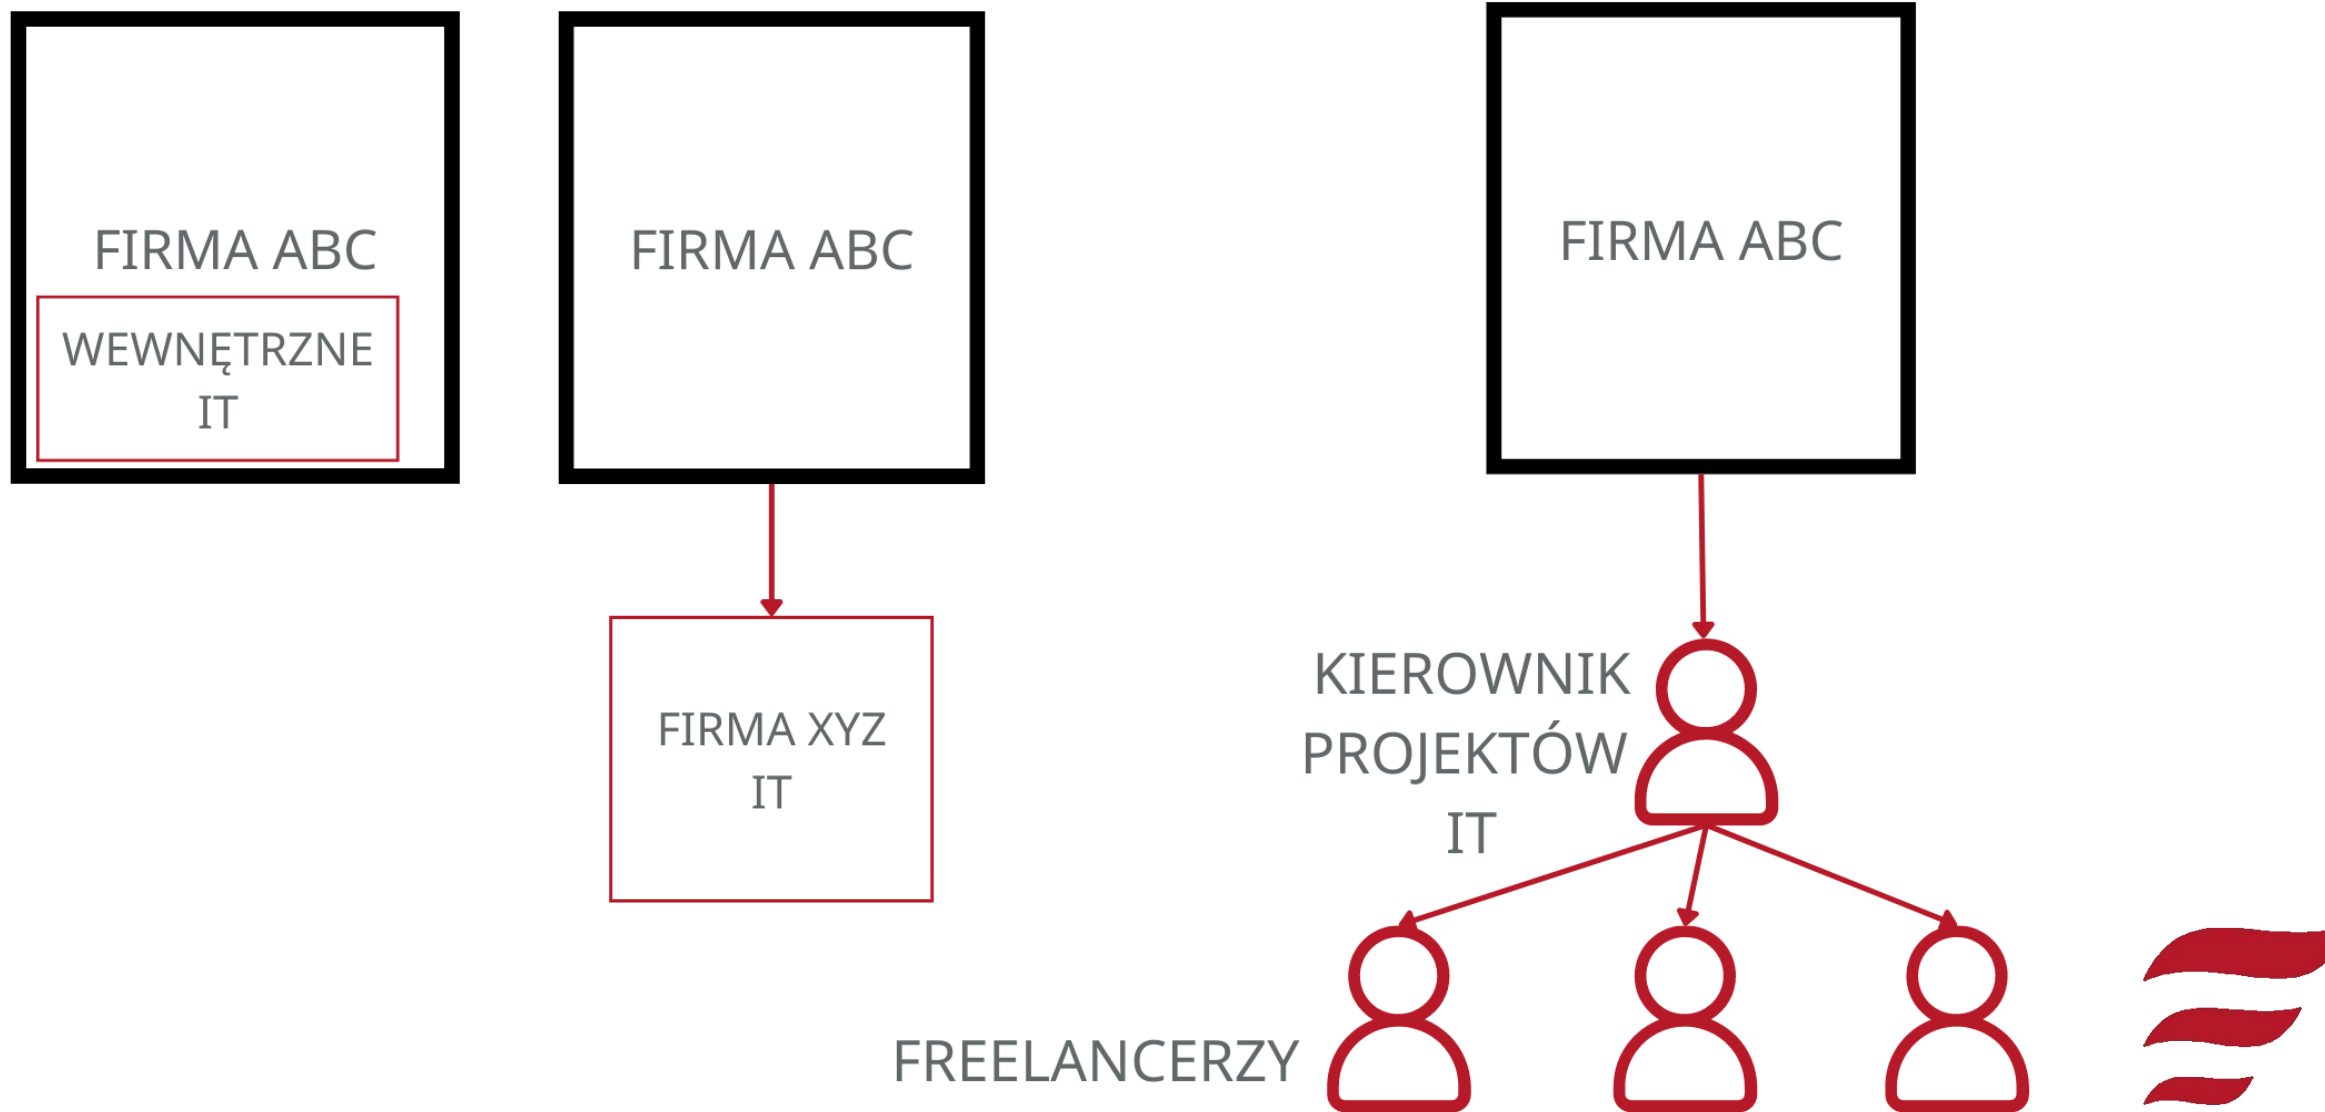 FIRMA ABC
WEWNĘTRZNE
IT
FIRMA ABC
FIRMA XYZ
IT
FIRMA ABC
KIEROWNIK
PROJEKTÓW
IT
FREELANCERZY